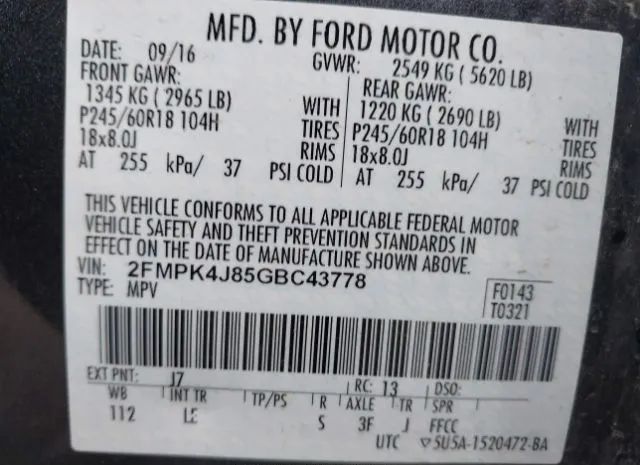 MFD. BY FORD MOTOR CO.
DATE: 09/16 GVWR: 2549 KG ( 5620 LB)
FRONT GAWR: REAR GAWR:
1345 KG ( 2965 LB) WITH 1220 KG ( 2690 LB) WITH
P245/60R18 104H TIRES P245/60R18 104H TIRES
18x8.0J RIMS 18x8.0J RIMS
AT 255 kPa/ 37 PSI COLD AT 255 kPa/ 37 PSI COLD
THIS VEHICLE CONFORMS TO ALL APPLICABLE FEDERAL MOTOR
VEHICLE SAFETY AND THEFT PREVENTION STANDARDS IN
EFFECT ON THE DATE OF MANUFACTURE SHOWN ABOVE.
VIN: 2FMPK4J85GBC43778
TYPE: MPV
F0143
T0321
EXT PNT: J7 RC: 13 DSO:
WB INT TR TP/PS R AXLE TR SPR
112 LE S 3F J FFCC
UTC ▽5U5A-1520472-BA